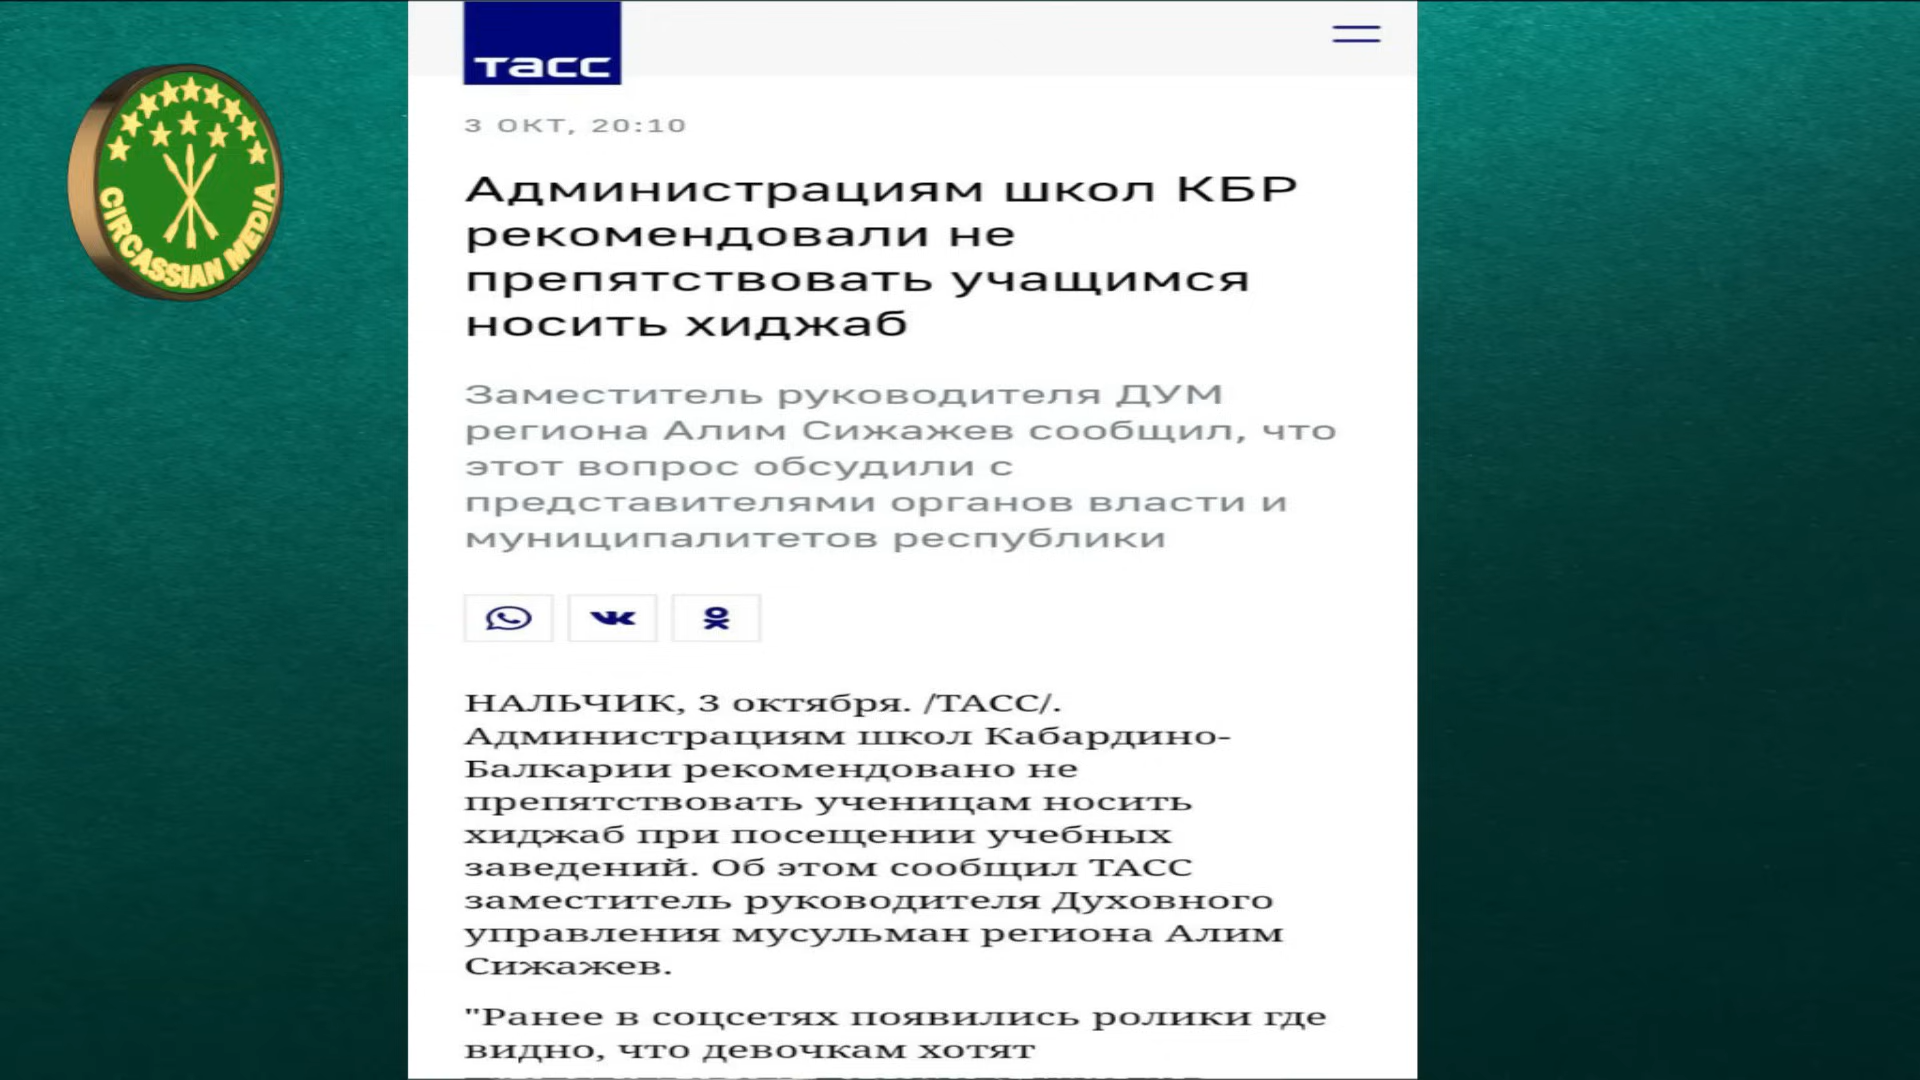 CIRCASSIAN MEDIA
тасс
3 ОКТ, 20:10
Администрациям школ КБР
рекомендовали не
препятствовать учащимся
носить хиджаб
Заместитель руководителя ДУМ
региона Алим Сижажев сообщил, что
этот вопрос обсудили с
представителями органов власти и
муниципалитетов республики
НАЛЬЧИК, 3 октября. /ТАСС/.
Администрациям школ Кабардино-
Балкарии рекомендовано не
препятствовать ученицам носить
хиджаб при посещении учебных
заведений. Об этом сообщил ТАСС
заместитель руководителя Духовного
управления мусульман региона Алим
Сижажев.
"Ранее в соцсетях появились ролики где
видно, что девочкам хотят